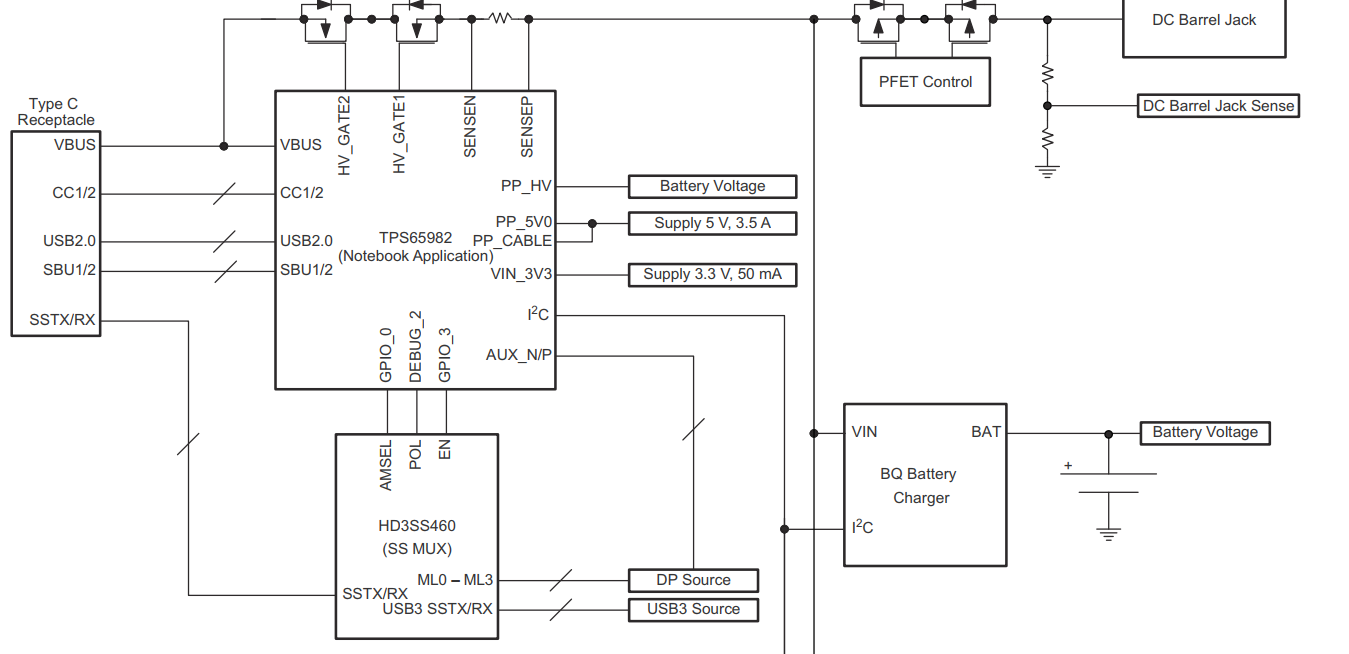 DC Barrel Jack
PFET Control
DC Barrel Jack Sense
Type C
Receptacle
VBUS
CC1/2
USB2.0
SBU1/2
SSTX/RX
HV_GATE2
HV_GATE1
SENSEN
SENSEP
VBUS
CC1/2
USB2.0
SBU1/2
TPS65982
(Notebook Application)
PP_HV
PP_5V0
PP_CABLE
VIN_3V3
I²C
AUX_N/P
GPIO_0
DEBUG_2
GPIO_3
Battery Voltage
Supply 5 V, 3.5 A
Supply 3.3 V, 50 mA
AMSEL
POL
EN
HD3SS460
(SS MUX)
ML0 – ML3
SSTX/RX
USB3 SSTX/RX
DP Source
USB3 Source
VIN
BAT
BQ Battery
Charger
I²C
Battery Voltage
+